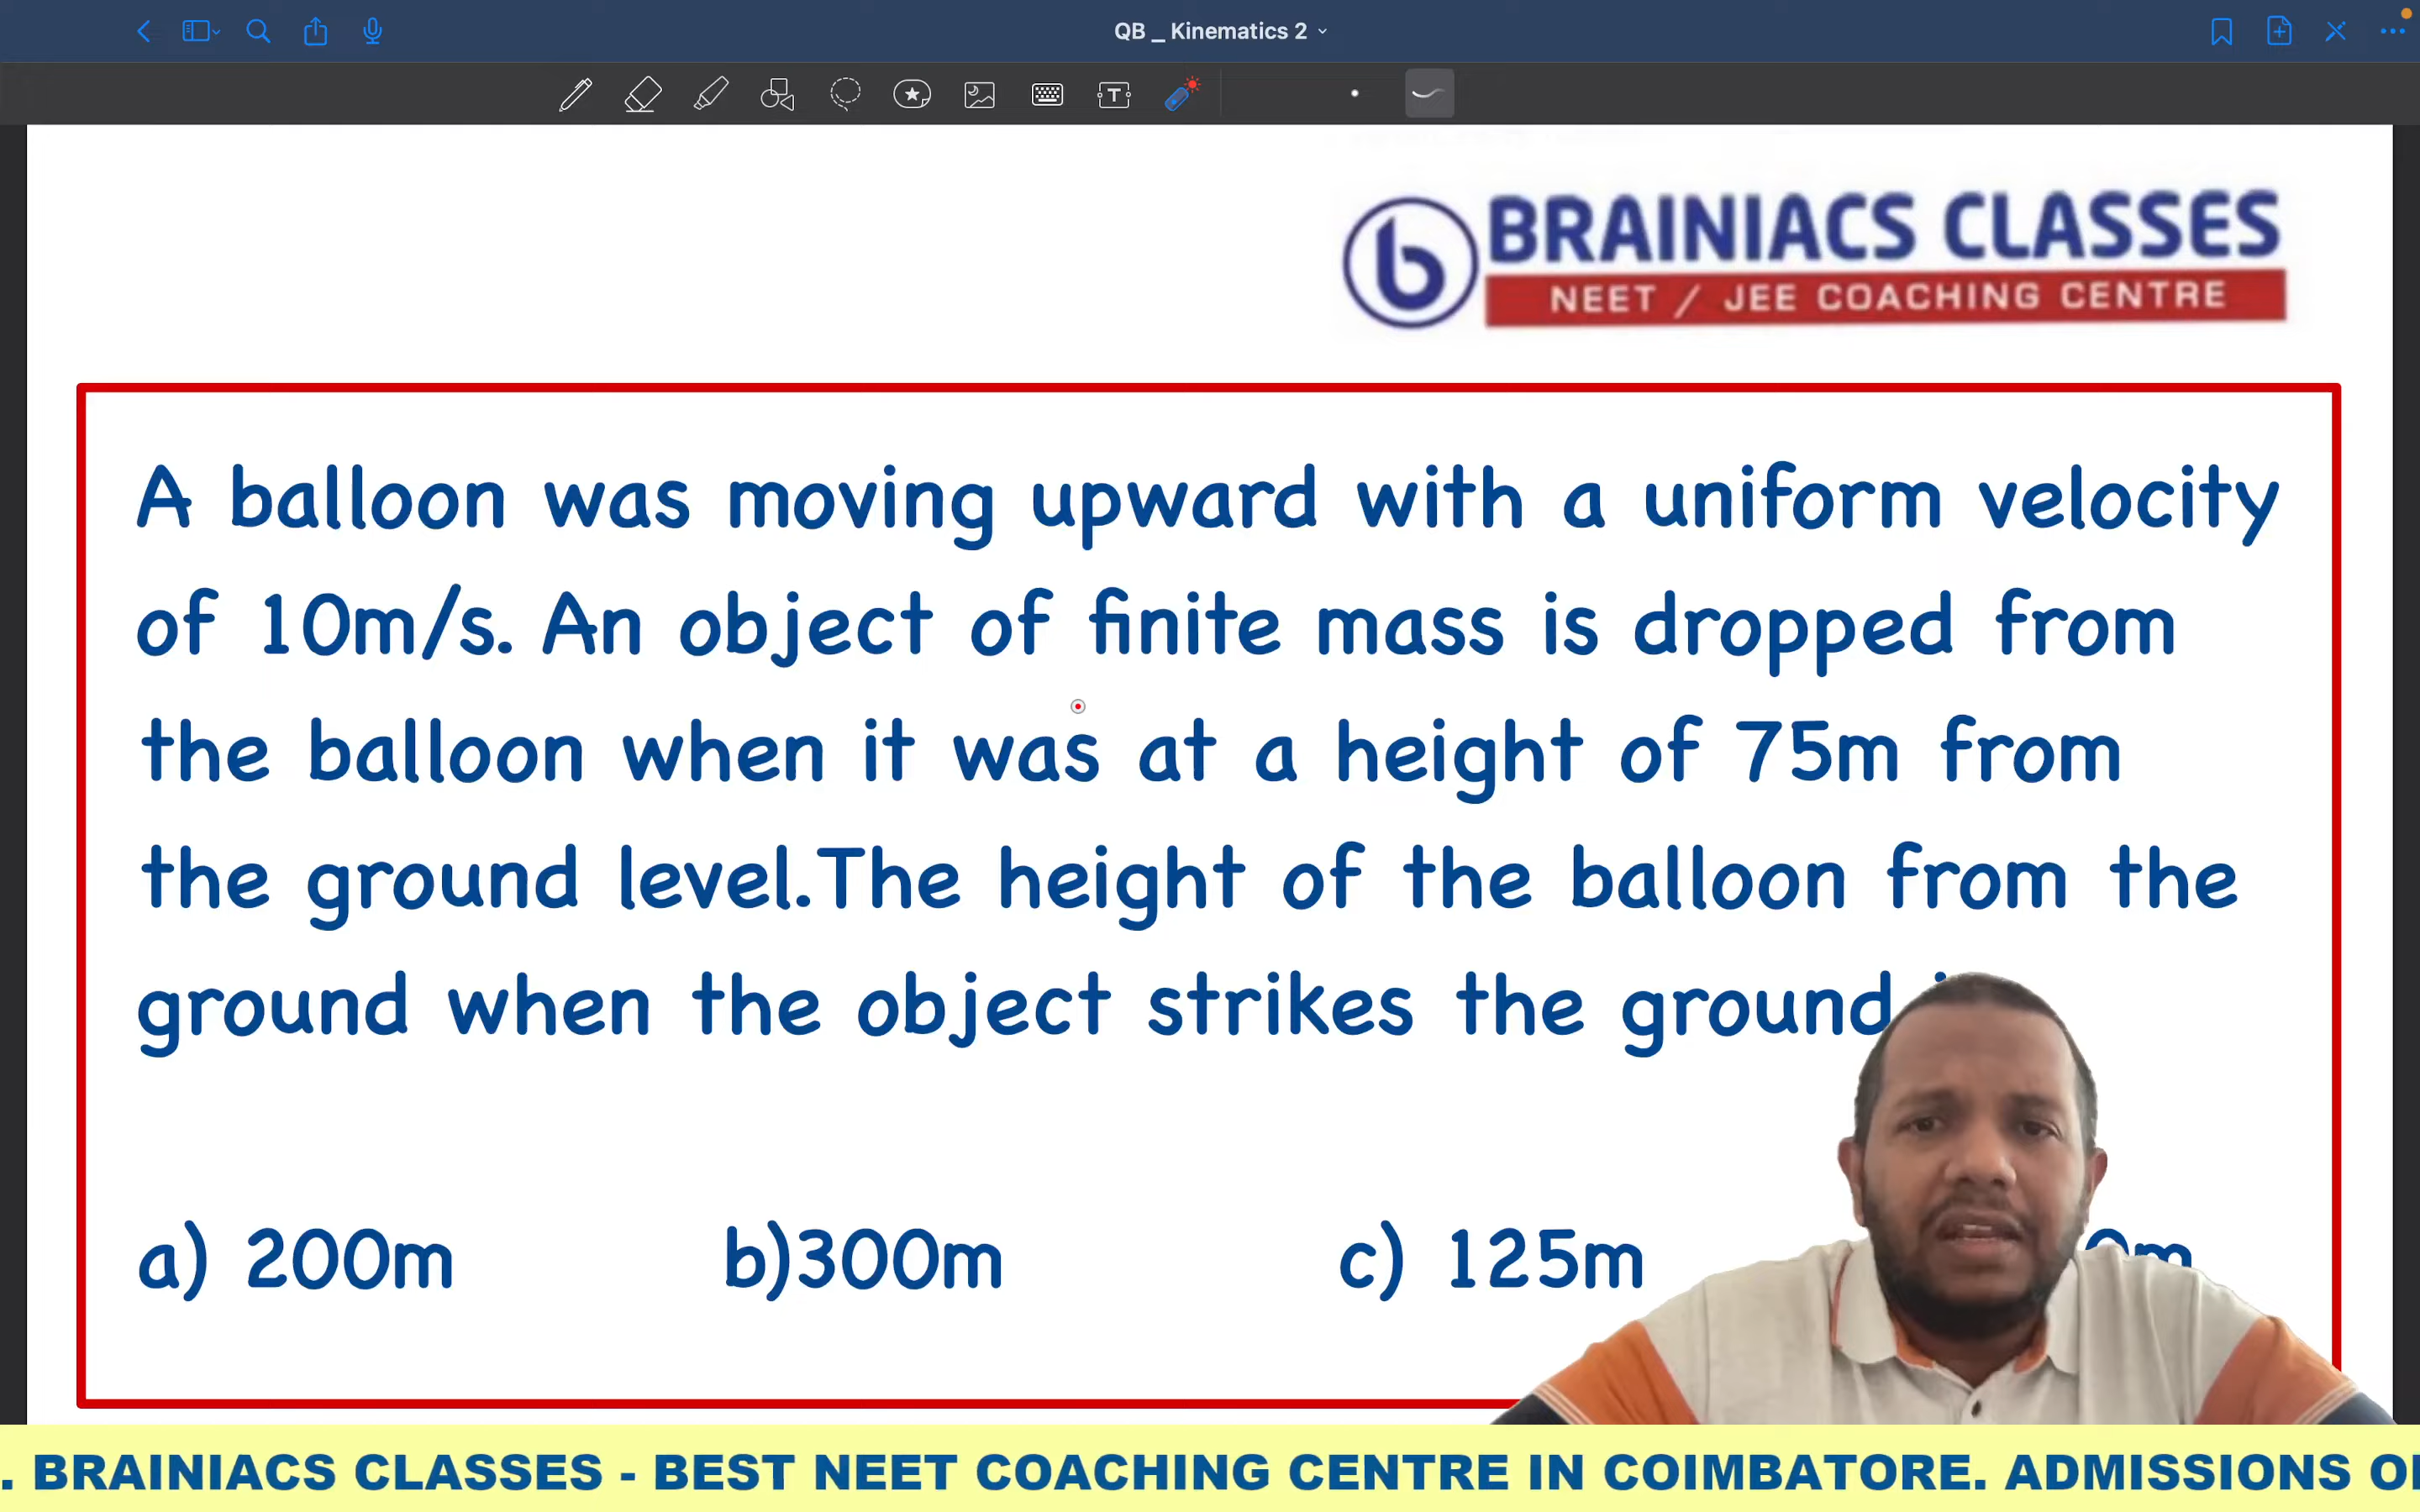 QB _ Kinematics 2
T
b BRAINIACS CLASSES
NEET / JEE COACHING CENTRE
A balloon was moving upward with a uniform velocity
of 10m/s. An object of finite mass is dropped from
the balloon when it was at a height of 75m from
the ground level.The height of the balloon from the
ground when the object strikes the ground
a) 200m b)300m c) 125m
. BRAINIACS CLASSES - BEST NEET COACHING CENTRE IN COIMBATORE. ADMISSIONS